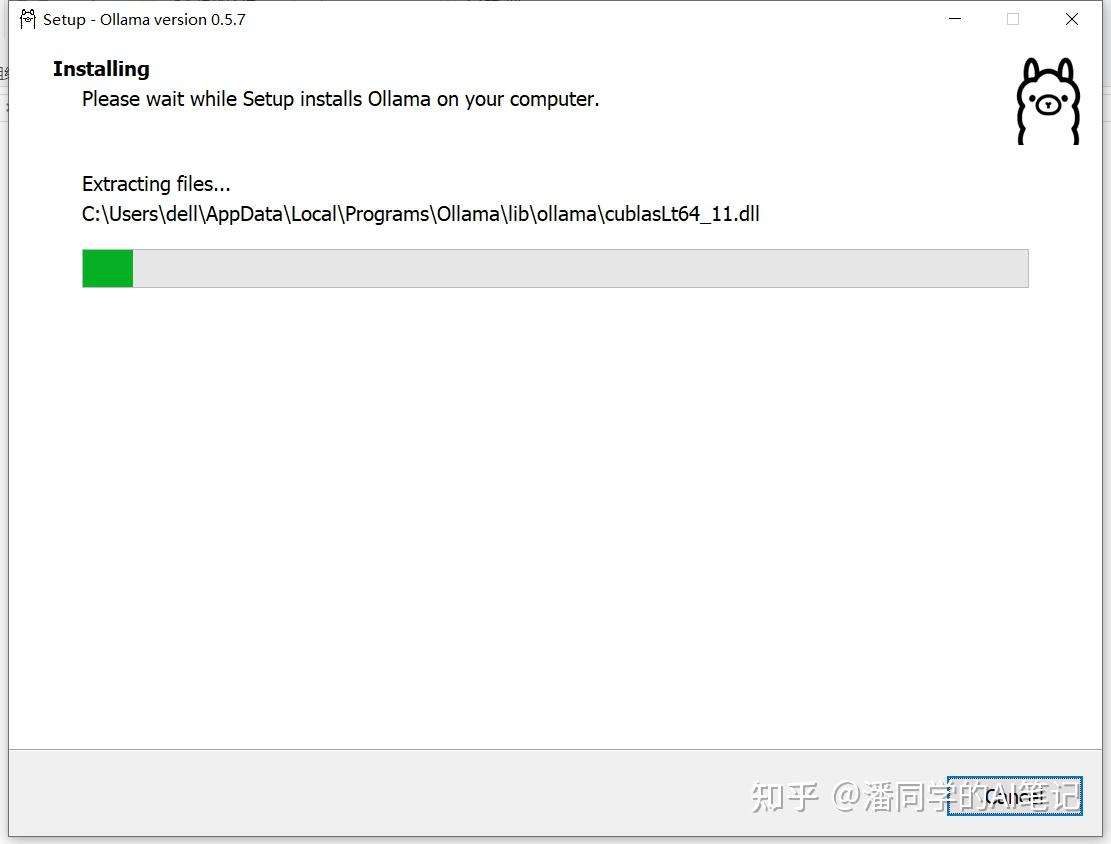 Setup - Ollama version 0.5.7
Installing
Please wait while Setup installs Ollama on your computer.
Extracting files...
C:\Users\dell\AppData\Local\Programs\Ollama\lib\ollama\cublasLt64_11.dll
Cancel
知乎 @潘同学的AI笔记